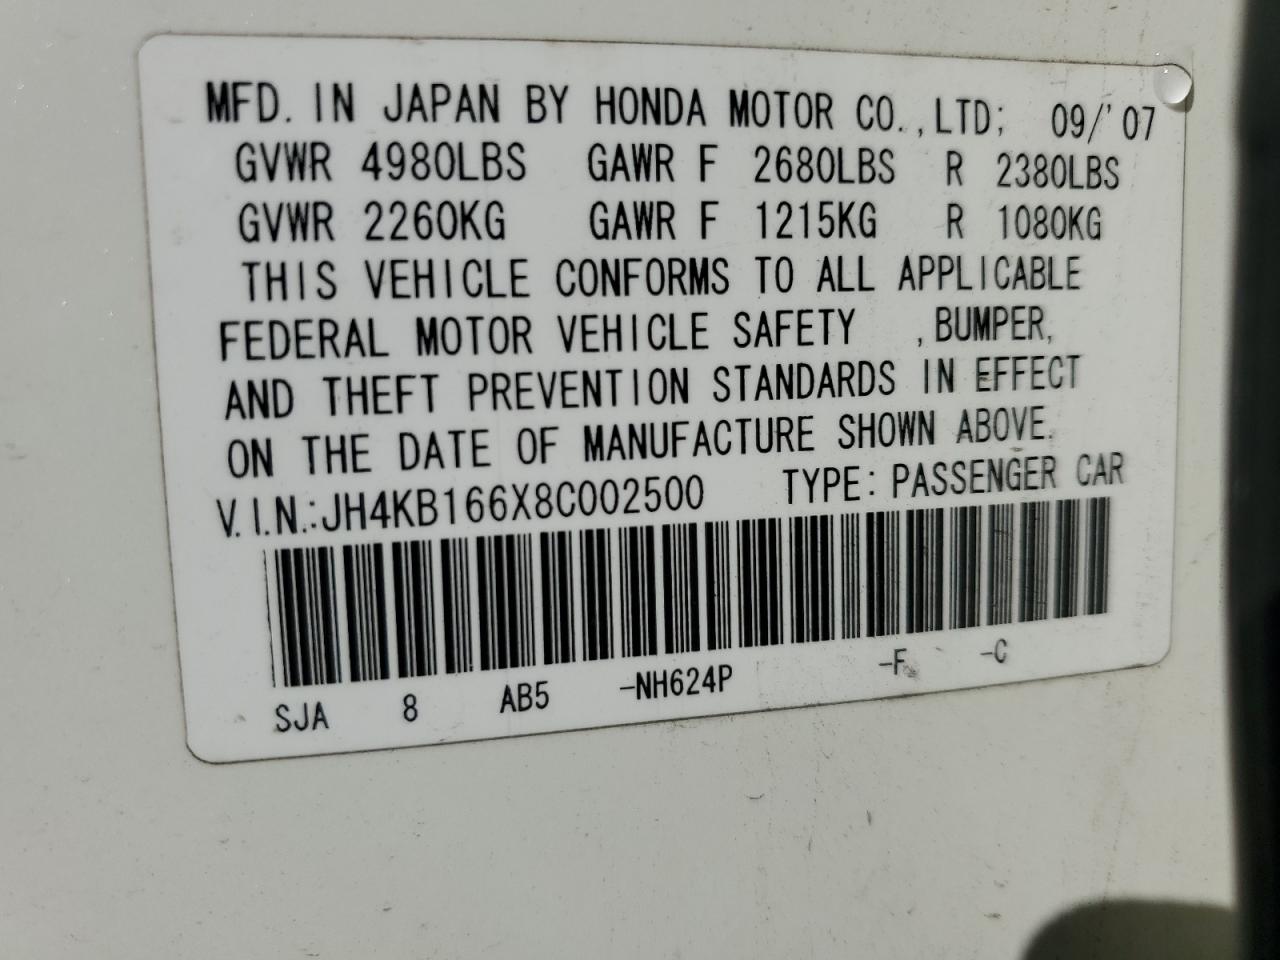 MFD. IN JAPAN BY HONDA MOTOR CO.,LTD; 09/'07
GVWR 4980LBS GAWR F 2680LBS R 2380LBS
GVWR 2260KG GAWR F 1215KG R 1080KG
THIS VEHICLE CONFORMS TO ALL APPLICABLE
FEDERAL MOTOR VEHICLE SAFETY ,BUMPER,
AND THEFT PREVENTION STANDARDS IN EFFECT
ON THE DATE OF MANUFACTURE SHOWN ABOVE.
V.I.N.:JH4KB166X8C002500 TYPE: PASSENGER CAR
SJA 8 AB5 -NH624P -F -C